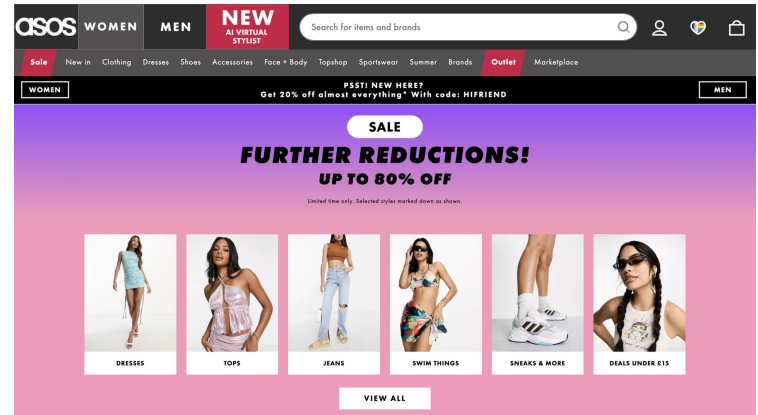 asos WOMEN MEN NEW
AI VIRTUAL
STYLIST
Search for items and brands
Sale New in Clothing Dresses Shoes Accessories Face + Body Topshop Sportswear Summer Brands Outlet Marketplace
WOMEN
PSST! NEW HERE?
Get 20% off almost everything* With code: HIFRIEND
MEN
SALE
FURTHER REDUCTIONS!
UP TO 80% OFF
Limited time only. Selected styles marked down as shown.
DRESSES TOPS JEANS SWIM THINGS SNEAKS & MORE DEALS UNDER £15
VIEW ALL